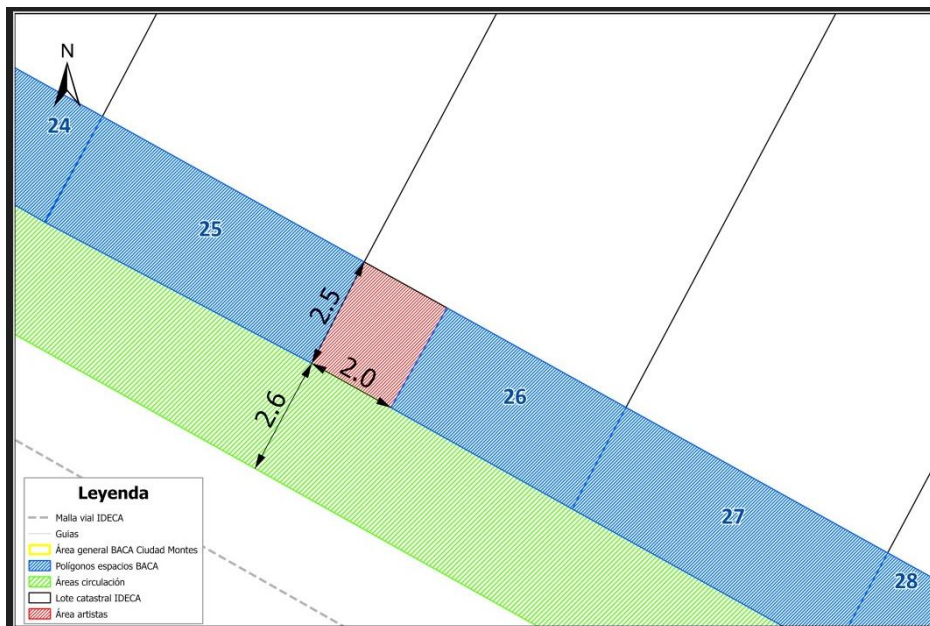 N
24
25
2.5
2.0
2.6
26
27
28
Leyenda
Malla vial IDECA
Guias
Área general BACA Ciudad Montes
Polígonos espacios BACA
Áreas circulación
Lote catastral IDECA
Área artistas